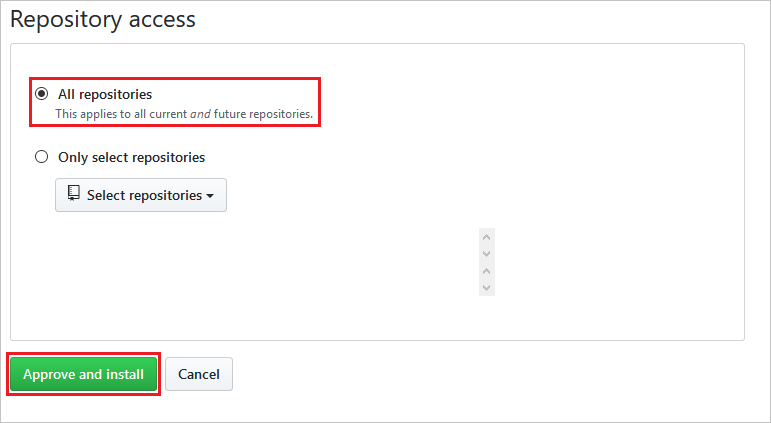 Repository access
All repositories
This applies to all current and future repositories.
Only select repositories
Select repositories
Approve and install
Cancel